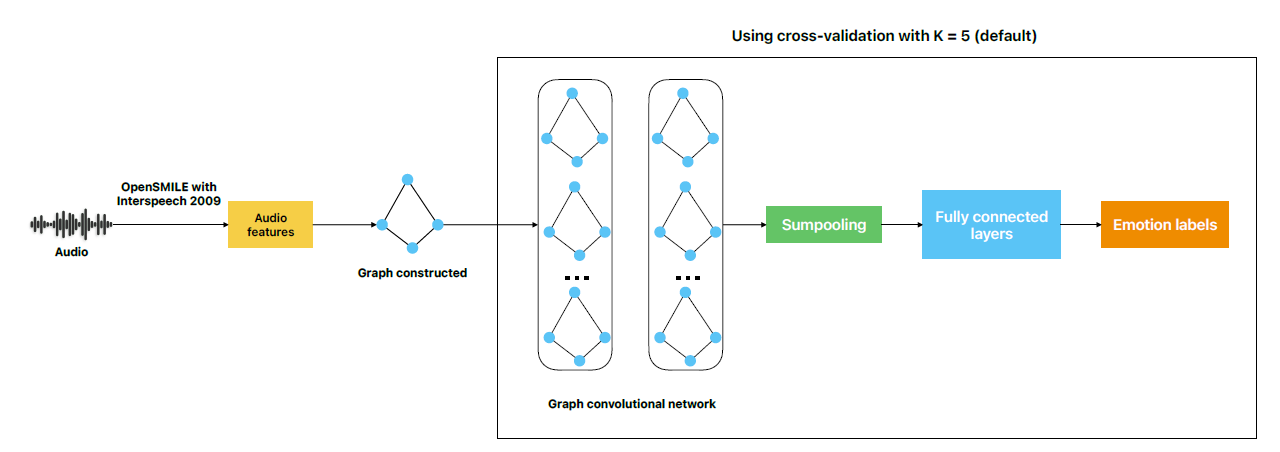 Using cross-validation with K = 5 (default)
OpenSMILE with
Interspeech 2009
Audio
Audio
features
Graph constructed
Graph convolutional network
Sumpooling
Fully connected
layers
Emotion labels